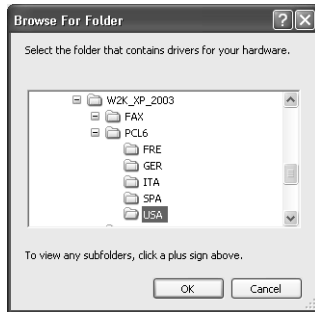 Browse For Folder
Select the folder that contains drivers for your hardware.
W2K_XP_2003
FAX
PCL6
FRE
GER
ITA
SPA
USA
To view any subfolders, click a plus sign above.
OK Cancel